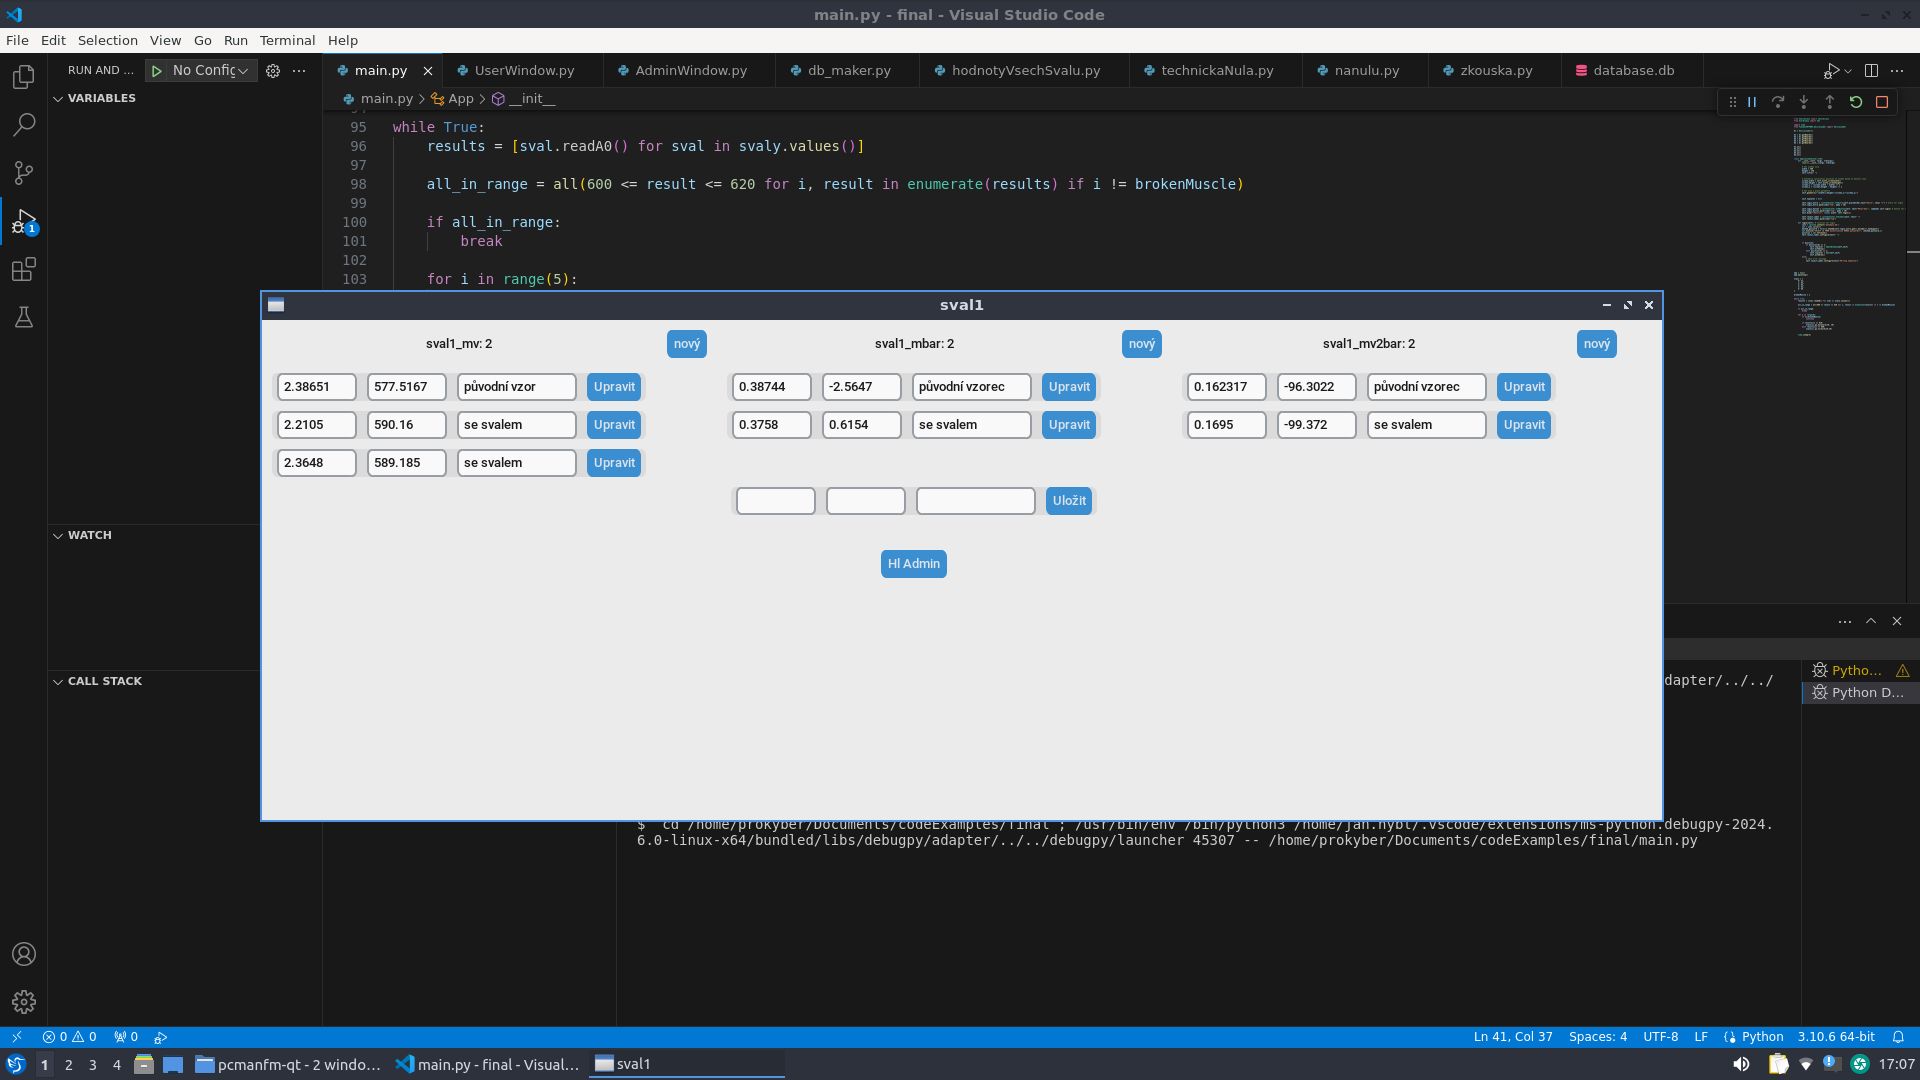 main.py - final - Visual Studio Code
File Edit Selection View Go Run Terminal Help
RUN AND ... No Config main.py UserWindow.py AdminWindow.py db_maker.py hodnotyVsechSvalu.py technickaNula.py nanulu.py zkouska.py database.db
VARIABLES
main.py App __init__
95 while True:
96 results = [sval.readA0() for sval in svaly.values()]
97
98 all_in_range = all(600 <= result <= 620 for i, result in enumerate(results) if i != brokenMuscle)
99
100 if all_in_range:
101 break
102
103 for i in range(5):
sval1
sval1_mv: 2 nový sval1_mbar: 2 nový sval1_mv2bar: 2 nový
2.38651 577.5167 původní vzor Upravit 0.38744 -2.5647 původní vzorec Upravit 0.162317 -96.3022 původní vzorec Upravit
2.2105 590.16 se svalem Upravit 0.3758 0.6154 se svalem Upravit 0.1695 -99.372 se svalem Upravit
2.3648 589.185 se svalem Upravit
Uložit
Hl Admin
WATCH
CALL STACK
dapter/../../
Pytho...
Python D...
$ cd /home/prokyber/Documents/codeExamples/final ; /usr/bin/env /bin/python3 /home/jan.hybl/.vscode/extensions/ms-python.debugpy-2024.
6.0-linux-x64/bundled/libs/debugpy/adapter/../../debugpy/launcher 45307 -- /home/prokyber/Documents/codeExamples/final/main.py
1
0 0 0 Ln 41, Col 37 Spaces: 4 UTF-8 LF Python 3.10.6 64-bit
1 2 3 4 pcmanfm-qt - 2 windo... main.py - final - Visual... sval1 17:07